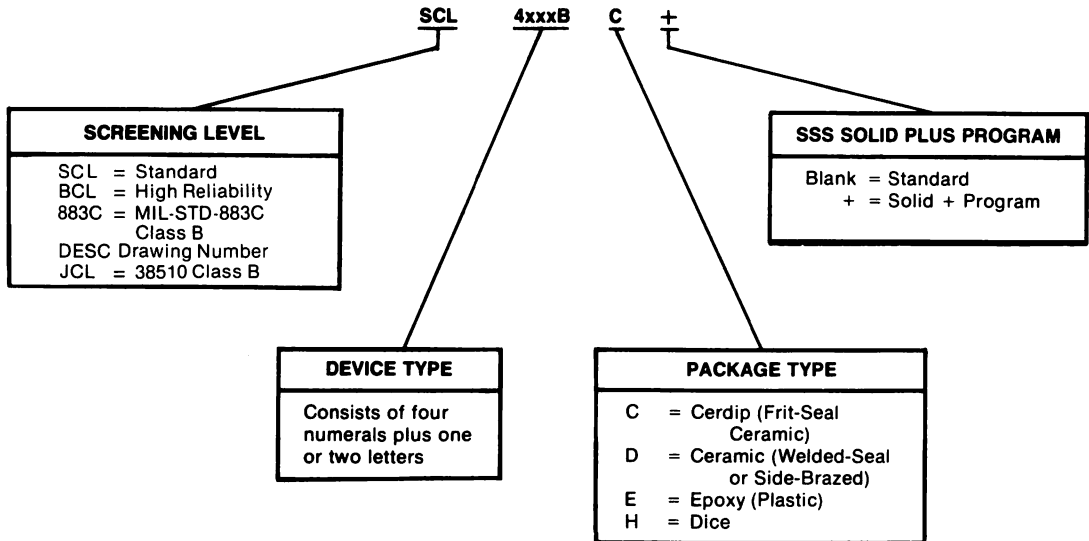 SCL 4xxxB C +
SCREENING LEVEL
SCL = Standard
BCL = High Reliability
883C = MIL-STD-883C
Class B
DESC Drawing Number
JCL = 38510 Class B
SSS SOLID PLUS PROGRAM
Blank = Standard
+ = Solid + Program
DEVICE TYPE
Consists of four
numerals plus one
or two letters
PACKAGE TYPE
C = Cerdip (Frit-Seal
Ceramic)
D = Ceramic (Welded-Seal
or Side-Brazed)
E = Epoxy (Plastic)
H = Dice